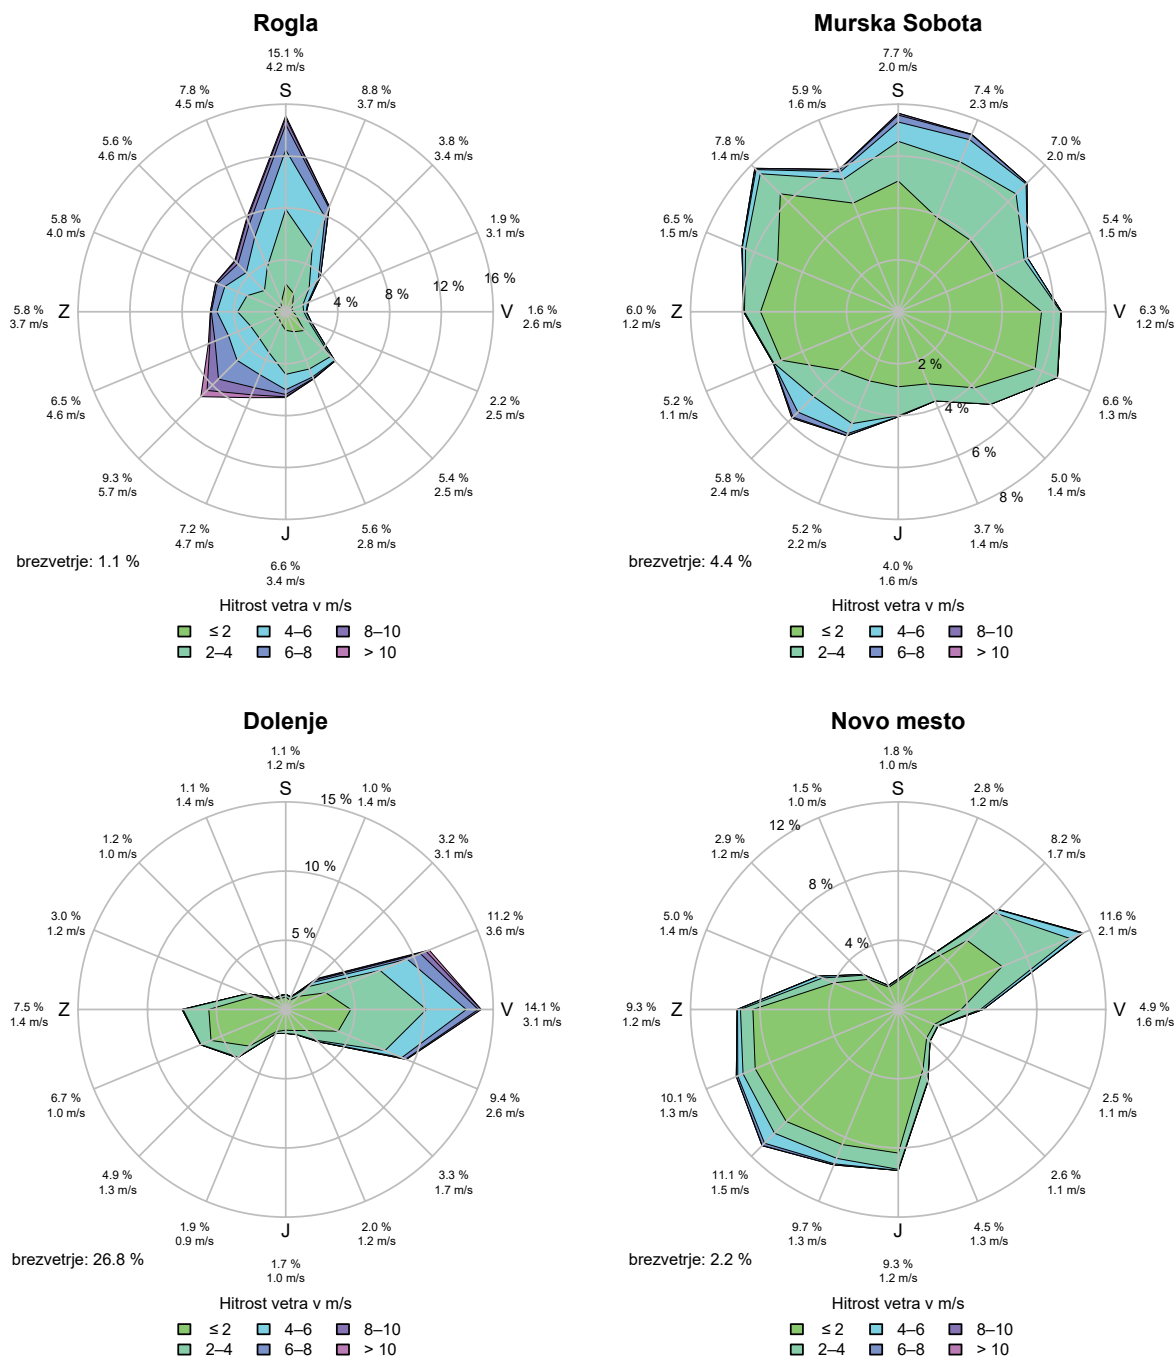 Rogla
15.1 %
4.2 m/s
S
8.8 %
3.7 m/s
3.8 %
3.4 m/s
1.9 %
3.1 m/s
V
1.6 %
2.6 m/s
2.2 %
2.5 m/s
5.4 %
2.5 m/s
5.6 %
2.8 m/s
J
6.6 %
3.4 m/s
7.2 %
4.7 m/s
9.3 %
5.7 m/s
6.5 %
4.6 m/s
Z
5.8 %
3.7 m/s
5.8 %
4.0 m/s
5.6 %
4.6 m/s
7.8 %
4.5 m/s
4 %
8 %
12 %
16 %
brezvetrje: 1.1 %
Hitrost vetra v m/s
≤ 2 4–6 8–10
2–4 6–8 > 10
Murska Sobota
7.7 %
2.0 m/s
S
7.4 %
2.3 m/s
7.0 %
2.0 m/s
5.4 %
1.5 m/s
V
6.3 %
1.2 m/s
6.6 %
1.3 m/s
5.0 %
1.4 m/s
3.7 %
1.4 m/s
J
4.0 %
1.6 m/s
5.2 %
2.2 m/s
5.8 %
2.4 m/s
5.2 %
1.1 m/s
Z
6.0 %
1.2 m/s
6.5 %
1.5 m/s
7.8 %
1.4 m/s
5.9 %
1.6 m/s
2 %
4 %
6 %
8 %
brezvetrje: 4.4 %
Hitrost vetra v m/s
≤ 2 4–6 8–10
2–4 6–8 > 10
Dolenje
1.1 %
1.2 m/s
S
1.0 %
1.4 m/s
3.2 %
3.1 m/s
11.2 %
3.6 m/s
V
14.1 %
3.1 m/s
9.4 %
2.6 m/s
3.3 %
1.7 m/s
2.0 %
1.2 m/s
J
1.7 %
1.0 m/s
1.9 %
0.9 m/s
4.9 %
1.3 m/s
6.7 %
1.0 m/s
Z
7.5 %
1.4 m/s
3.0 %
1.2 m/s
1.2 %
1.0 m/s
1.1 %
1.4 m/s
15 %
10 %
5 %
brezvetrje: 26.8 %
Hitrost vetra v m/s
≤ 2 4–6 8–10
2–4 6–8 > 10
Novo mesto
1.8 %
1.0 m/s
S
2.8 %
1.2 m/s
8.2 %
1.7 m/s
11.6 %
2.1 m/s
V
4.9 %
1.6 m/s
2.5 %
1.1 m/s
2.6 %
1.1 m/s
4.5 %
1.3 m/s
J
9.3 %
1.2 m/s
9.7 %
1.3 m/s
11.1 %
1.5 m/s
10.1 %
1.3 m/s
Z
9.3 %
1.2 m/s
5.0 %
1.4 m/s
2.9 %
1.2 m/s
1.5 %
1.0 m/s
12 %
8 %
4 %
brezvetrje: 2.2 %
Hitrost vetra v m/s
≤ 2 4–6 8–10
2–4 6–8 > 10